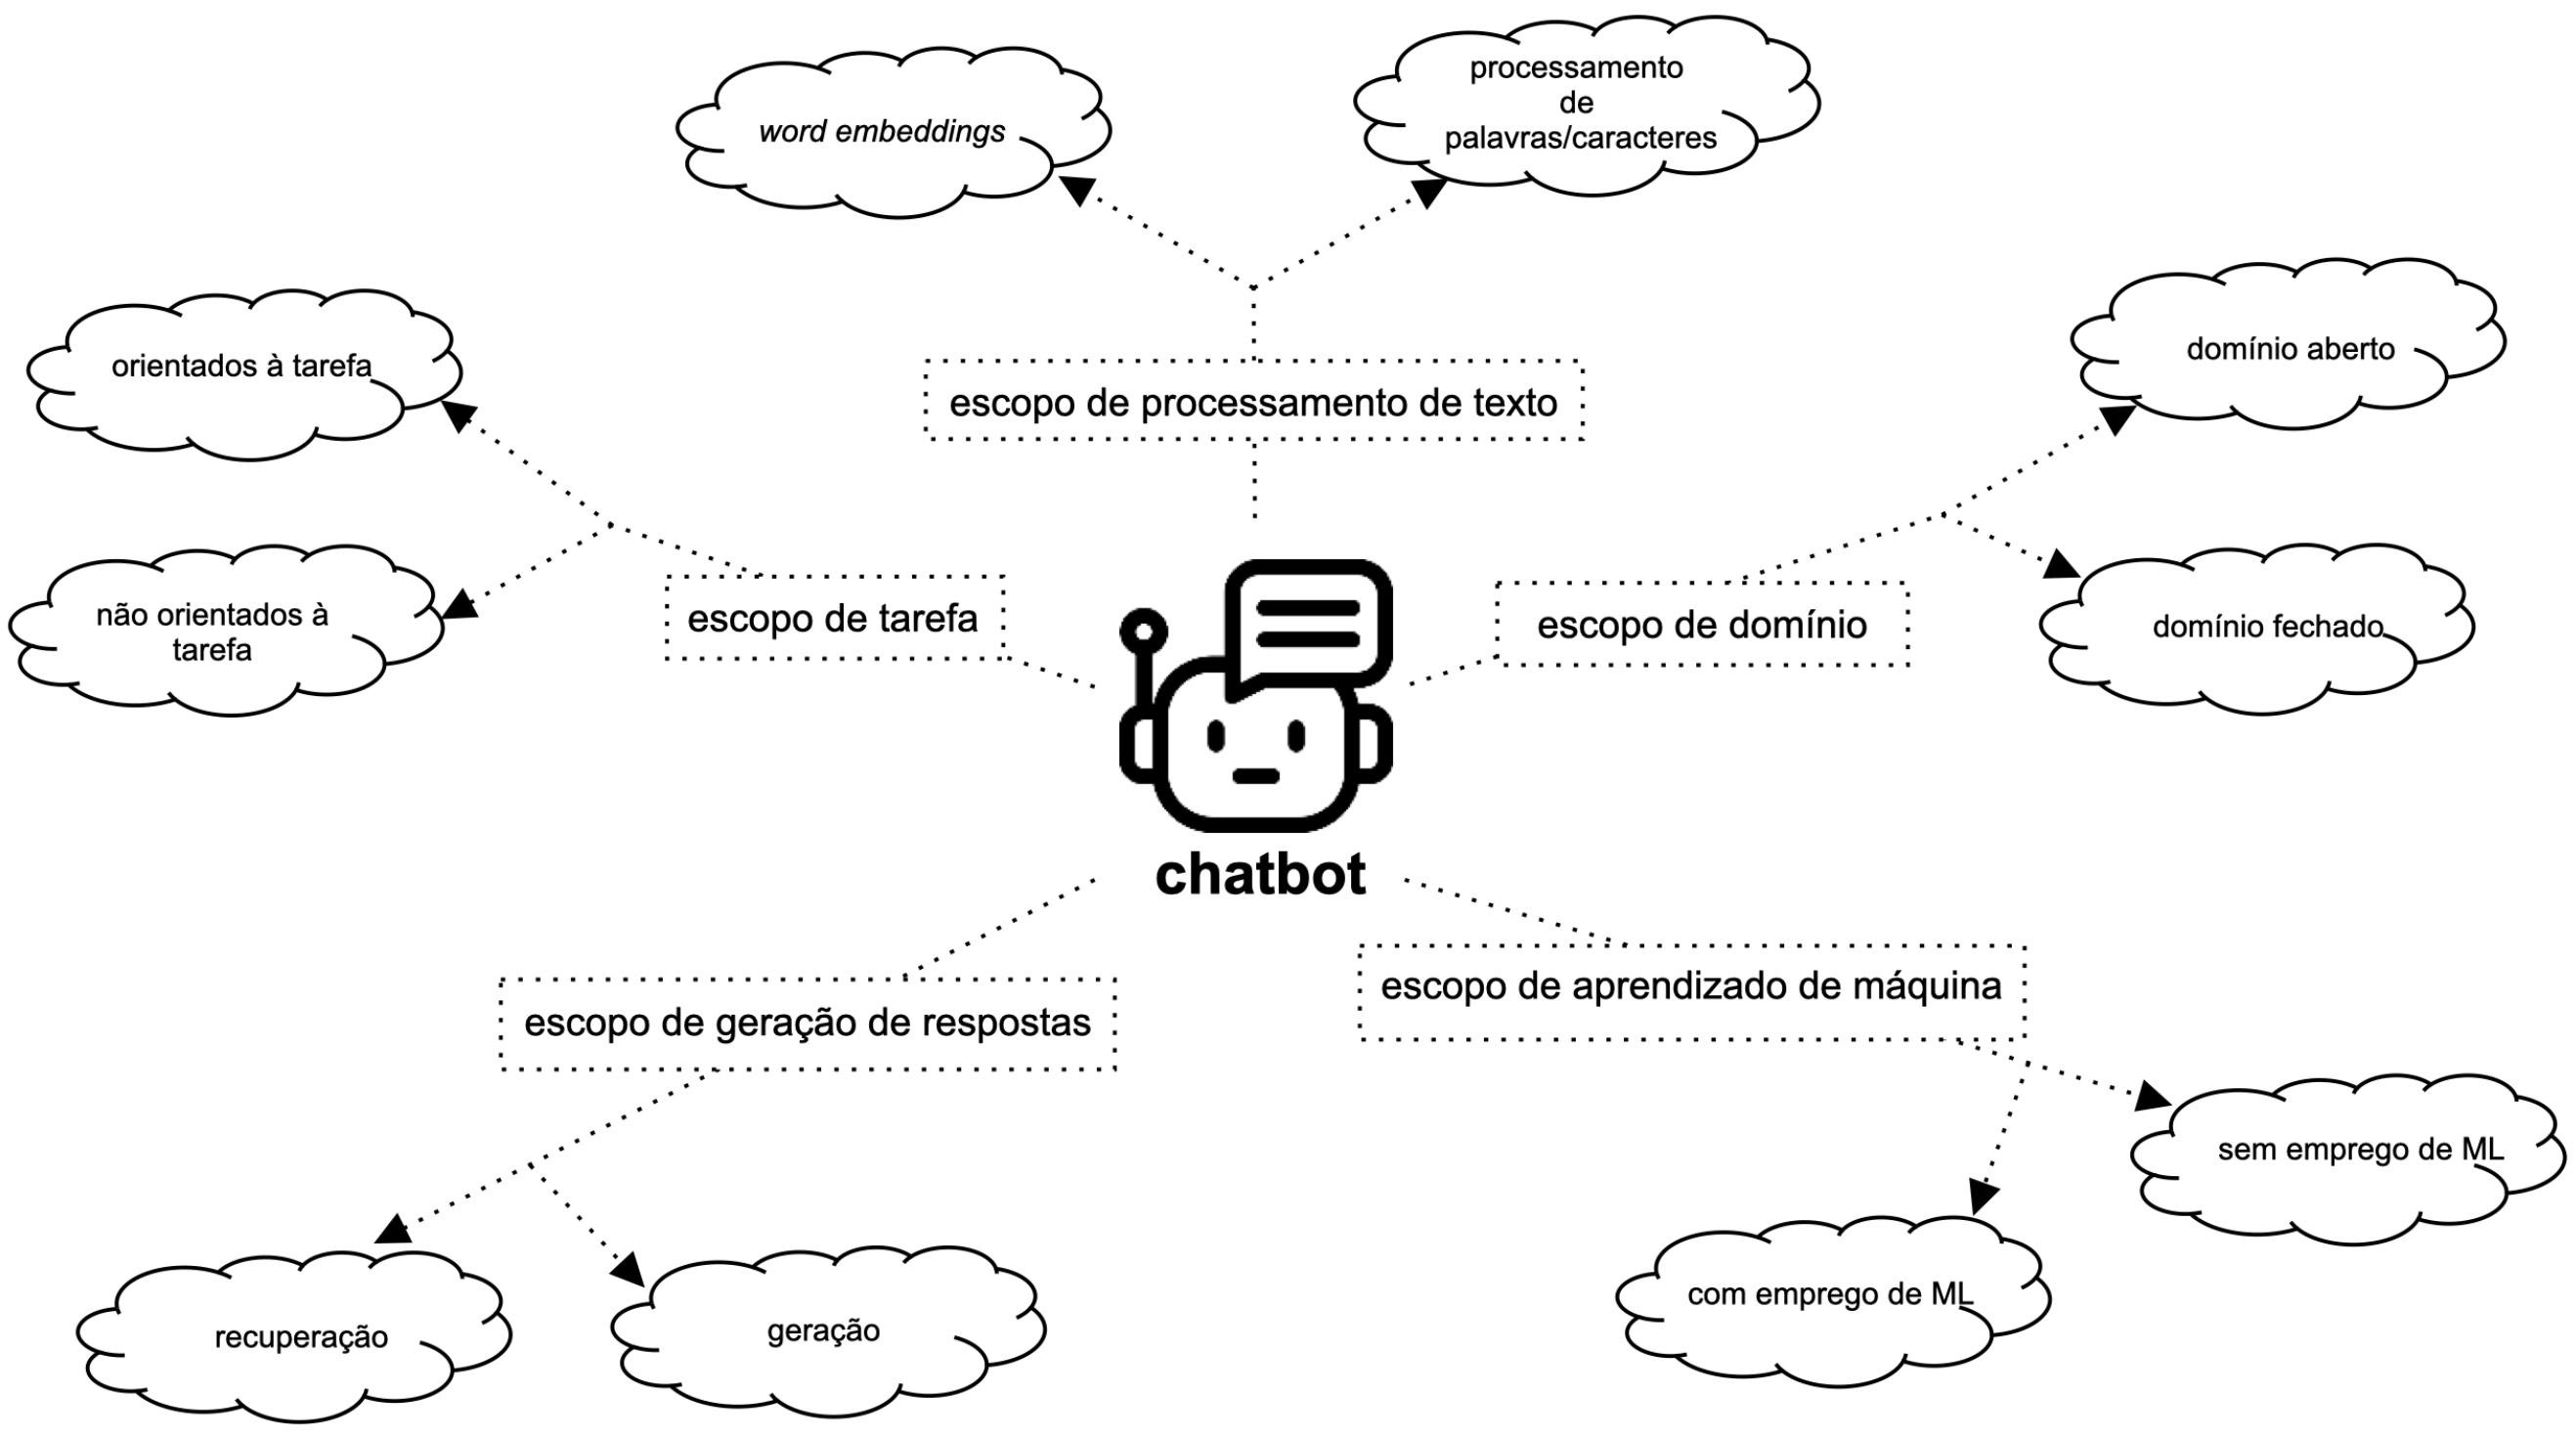 processamento
de
palavras/caracteres
word embeddings
domínio aberto
orientados à tarefa
escopo de processamento de texto
não orientados à
tarefa
escopo de tarefa
escopo de domínio
domínio fechado
chatbot
escopo de aprendizado de máquina
escopo de geração de respostas
sem emprego de ML
com emprego de ML
recuperação
geração